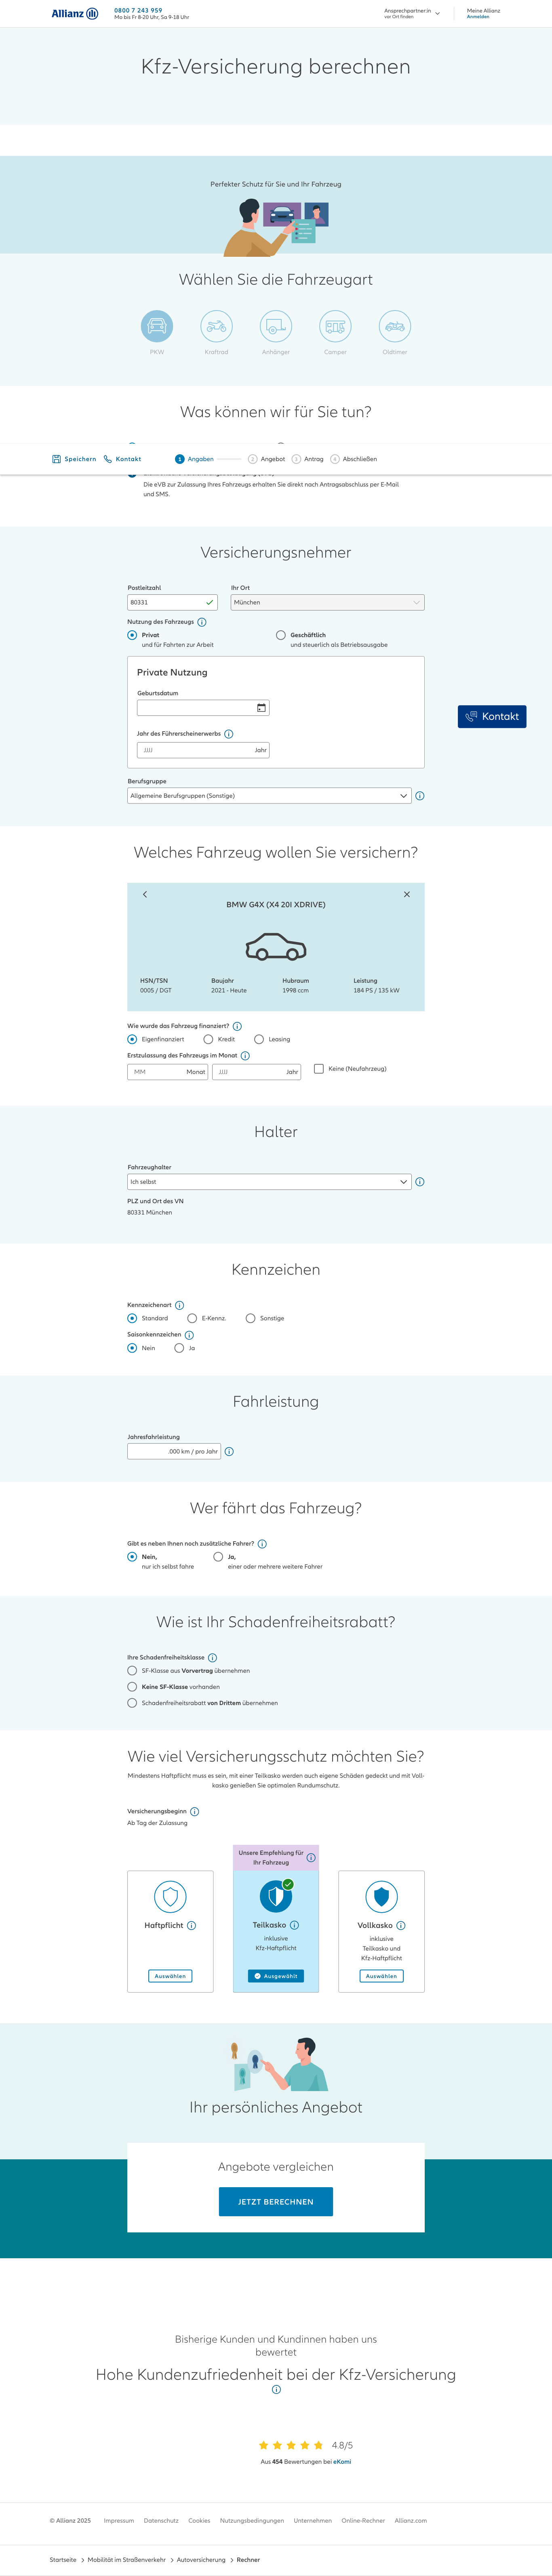 Allianz
0800 7 243 959
Mo bis Fr 8-20 Uhr, Sa 9-18 Uhr
Ansprechpartner:in
vor Ort finden
Meine Allianz
Anmelden
Kfz-Versicherung berechnen
Perfekter Schutz für Sie und Ihr Fahrzeug
Wählen Sie die Fahrzeugart
PKW
Kraftrad
Anhänger
Camper
Oldtimer
Was können wir für Sie tun?
Speichern
Kontakt
1 Angaben
2 Angebot
3 Antrag
4 Abschließen
Die eVB zur Zulassung Ihres Fahrzeugs erhalten Sie direkt nach Antragsabschluss per E-Mail
und SMS.
Versicherungsnehmer
Postleitzahl
Ihr Ort
80331
München
Nutzung des Fahrzeugs
Privat
und für Fahrten zur Arbeit
Geschäftlich
und steuerlich als Betriebsausgabe
Private Nutzung
Geburtsdatum
Jahr des Führerscheinerwerbs
JJJJ
Jahr
Kontakt
Berufsgruppe
Allgemeine Berufsgruppen (Sonstige)
Welches Fahrzeug wollen Sie versichern?
BMW G4X (X4 20I XDRIVE)
HSN/TSN
Baujahr
Hubraum
Leistung
0005 / DGT
2021 - Heute
1998 ccm
184 PS / 135 kW
Wie wurde das Fahrzeug finanziert?
Eigenfinanziert
Kredit
Leasing
Erstzulassung des Fahrzeugs im Monat
MM
Monat
JJJJ
Jahr
Keine (Neufahrzeug)
Halter
Fahrzeughalter
Ich selbst
PLZ und Ort des VN
80331 München
Kennzeichen
Kennzeichenart
Standard
E-Kennz.
Sonstige
Saisonkennzeichen
Nein
Ja
Fahrleistung
Jahresfahrleistung
.000 km / pro Jahr
Wer fährt das Fahrzeug?
Gibt es neben Ihnen noch zusätzliche Fahrer?
Nein,
nur ich selbst fahre
Ja,
einer oder mehrere weitere Fahrer
Wie ist Ihr Schadenfreiheitsrabatt?
Ihre Schadenfreiheitsklasse
SF-Klasse aus Vorvertrag übernehmen
Keine SF-Klasse vorhanden
Schadenfreiheitsrabatt von Drittem übernehmen
Wie viel Versicherungsschutz möchten Sie?
Mindestens Haftpflicht muss es sein, mit einer Teilkasko werden auch eigene Schäden gedeckt und mit Voll-
kasko genießen Sie optimalen Rundumschutz.
Versicherungsbeginn
Ab Tag der Zulassung
Unsere Empfehlung für
Ihr Fahrzeug
Haftpflicht
Auswählen
Teilkasko
inklusive
Kfz-Haftpflicht
Ausgewählt
Vollkasko
inklusive
Teilkasko und
Kfz-Haftpflicht
Auswählen
Ihr persönliches Angebot
Angebote vergleichen
JETZT BERECHNEN
Bisherige Kunden und Kundinnen haben uns
bewertet
Hohe Kundenzufriedenheit bei der Kfz-Versicherung
4.8/5
Aus 454 Bewertungen bei eKomi
© Allianz 2025
Impressum
Datenschutz
Cookies
Nutzungsbedingungen
Unternehmen
Online-Rechner
Allianz.com
Startseite
Mobilität im Straßenverkehr
Autoversicherung
Rechner